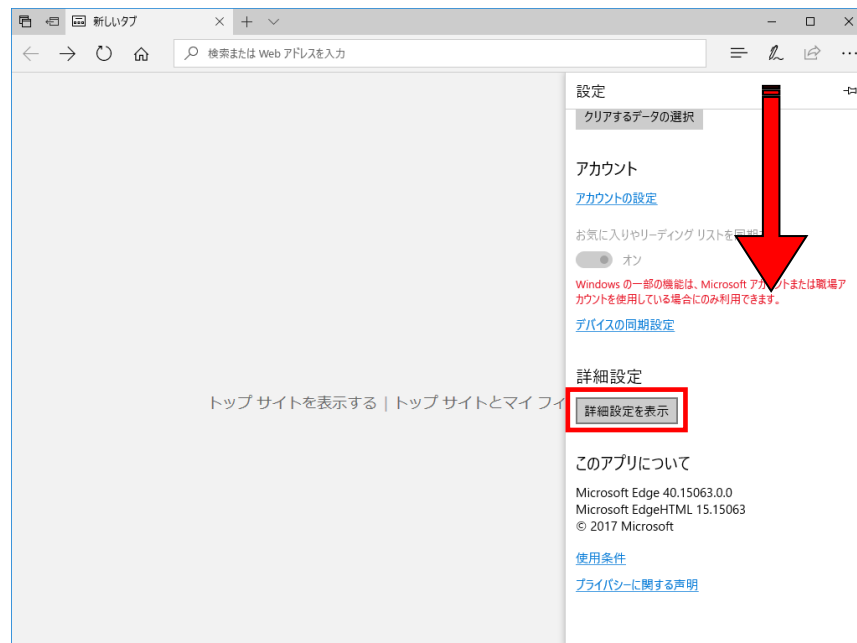 新しいタブ
検索または Web アドレスを入力
設定
クリアするデータの選択
アカウント
アカウントの設定
お気に入りやリーディング リストを
オン
Windows の一部の機能は、Microsoft アカウントまたは職場ア
カウントを使用している場合にのみ利用できます。
デバイスの同期設定
トップ サイトを表示する | トップ サイトとマイ フィ
詳細設定
詳細設定を表示
このアプリについて
Microsoft Edge 40.15063.0.0
Microsoft EdgeHTML 15.15063
© 2017 Microsoft
使用条件
プライバシーに関する声明